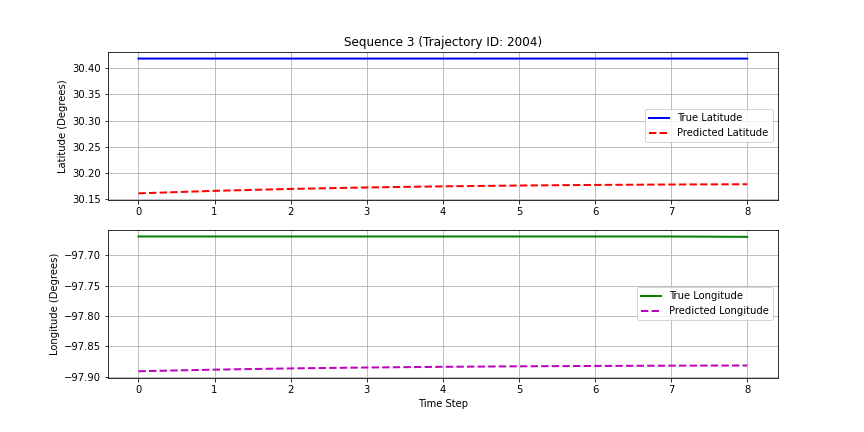 Sequence 3 (Trajectory ID: 2004)
Latitude (Degrees)
30.40
30.35
30.30
30.25
30.20
30.15
True Latitude
Predicted Latitude
0 1 2 3 4 5 6 7 8
Longitude (Degrees)
−97.70
−97.75
−97.80
−97.85
−97.90
True Longitude
Predicted Longitude
0 1 2 3 4 5 6 7 8
Time Step